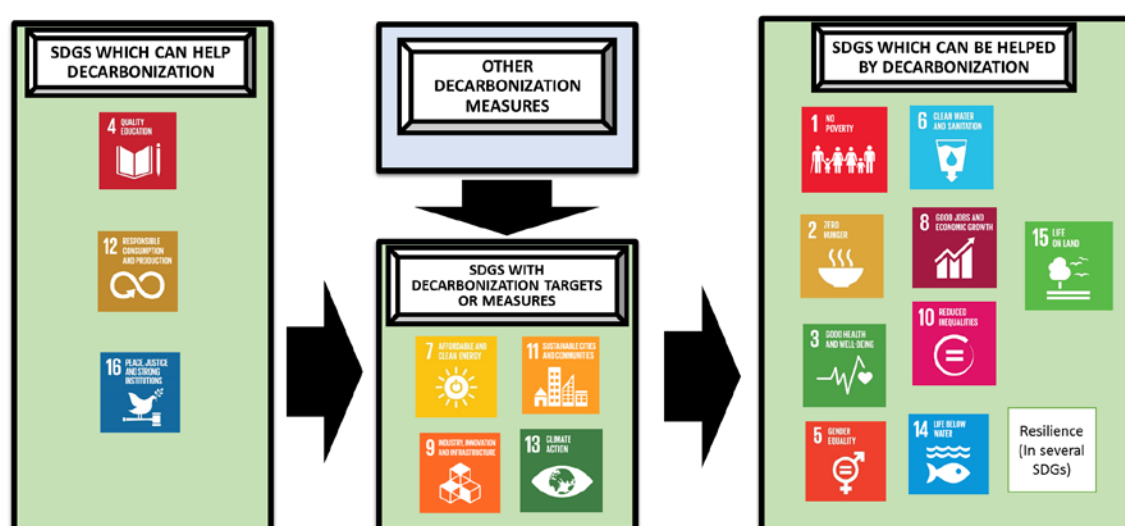 SDGS WHICH CAN HELP
DECARBONIZATION
4 QUALITY
EDUCATION
12 RESPONSIBLE
CONSUMPTION
AND PRODUCTION
16 PEACE JUSTICE
AND STRONG
INSTITUTIONS
OTHER
DECARBONIZATION
MEASURES
SDGS WITH
DECARBONIZATION TARGETS
OR MEASURES
7 AFFORDABLE AND
CLEAN ENERGY
11 SUSTAINABLE CITIES
AND COMMUNITIES
9 INDUSTRY, INNOVATION
AND INFRASTRUCTURE
13 CLIMATE
ACTION
SDGS WHICH CAN BE HELPED
BY DECARBONIZATION
1 NO
POVERTY
6 CLEAN WATER
AND SANITATION
2 ZERO
HUNGER
8 GOOD JOBS AND
ECONOMIC GROWTH
15 LIFE
ON LAND
3 GOOD HEALTH
AND WELL-BEING
10 REDUCED
INEQUALITIES
5 GENDER
EQUALITY
14 LIFE BELOW
WATER
Resilience
(In several
SDGs)